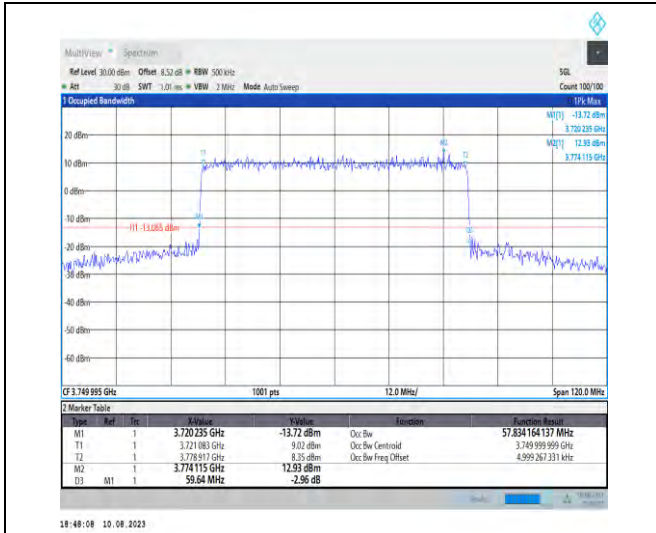 MultiView Spectrum
Ref Level 30.00 dBm Offset 8.52 dB RBW 500 kHz SGL
Att 30 dB SWT 1.01 ms VBW 2 MHz Mode Auto Sweep Count 100/100
1 Occupied Bandwidth 1Pk Max
M1[1] -13.72 dBm
3.720 235 GHz
M2[1] 12.93 dBm
3.774 115 GHz
20 dBm
M2
T1 T2
10 dBm
0 dBm
-10 dBm
M1
H1 -13.085 dBm
-20 dBm
-30 dBm
-40 dBm
-50 dBm
-60 dBm
CF 3.749 995 GHz 1001 pts 12.0 MHz/ Span 120.0 MHz
2 Marker Table
Type Ref Trc X-Value Y-Value Function Function Result
M1 1 3.720 235 GHz -13.72 dBm Occ Bw 57.834 164 137 MHz
T1 1 3.721 083 GHz 9.02 dBm Occ Bw Centroid 3.749 999 999 GHz
T2 1 3.778 917 GHz 8.35 dBm Occ Bw Freq Offset 4.999 267 331 kHz
M2 1 3.774 115 GHz 12.93 dBm
D3 M1 1 59.64 MHz -2.96 dB
18:48:08 10.08.2023